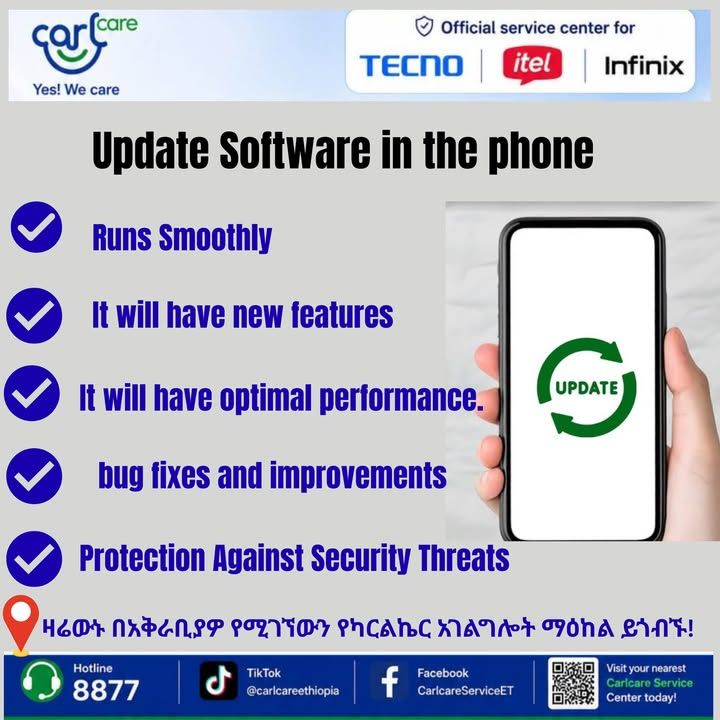 carlcare
Yes! We care
Official service center for
TECNO itel Infinix
Update Software in the phone
Runs Smoothly
It will have new features
It will have optimal performance.
bug fixes and improvements
Protection Against Security Threats
UPDATE
ዛሬውኑ በአቅራቢያዎ የሚገኘውን የካርልኬር አገልግሎት ማዕከል ይጎብኙ!
Hotline
8877
TikTok
@carlcareethiopia
Facebook
CarlcareServiceET
Visit your nearest
Carlcare Service
Center today!